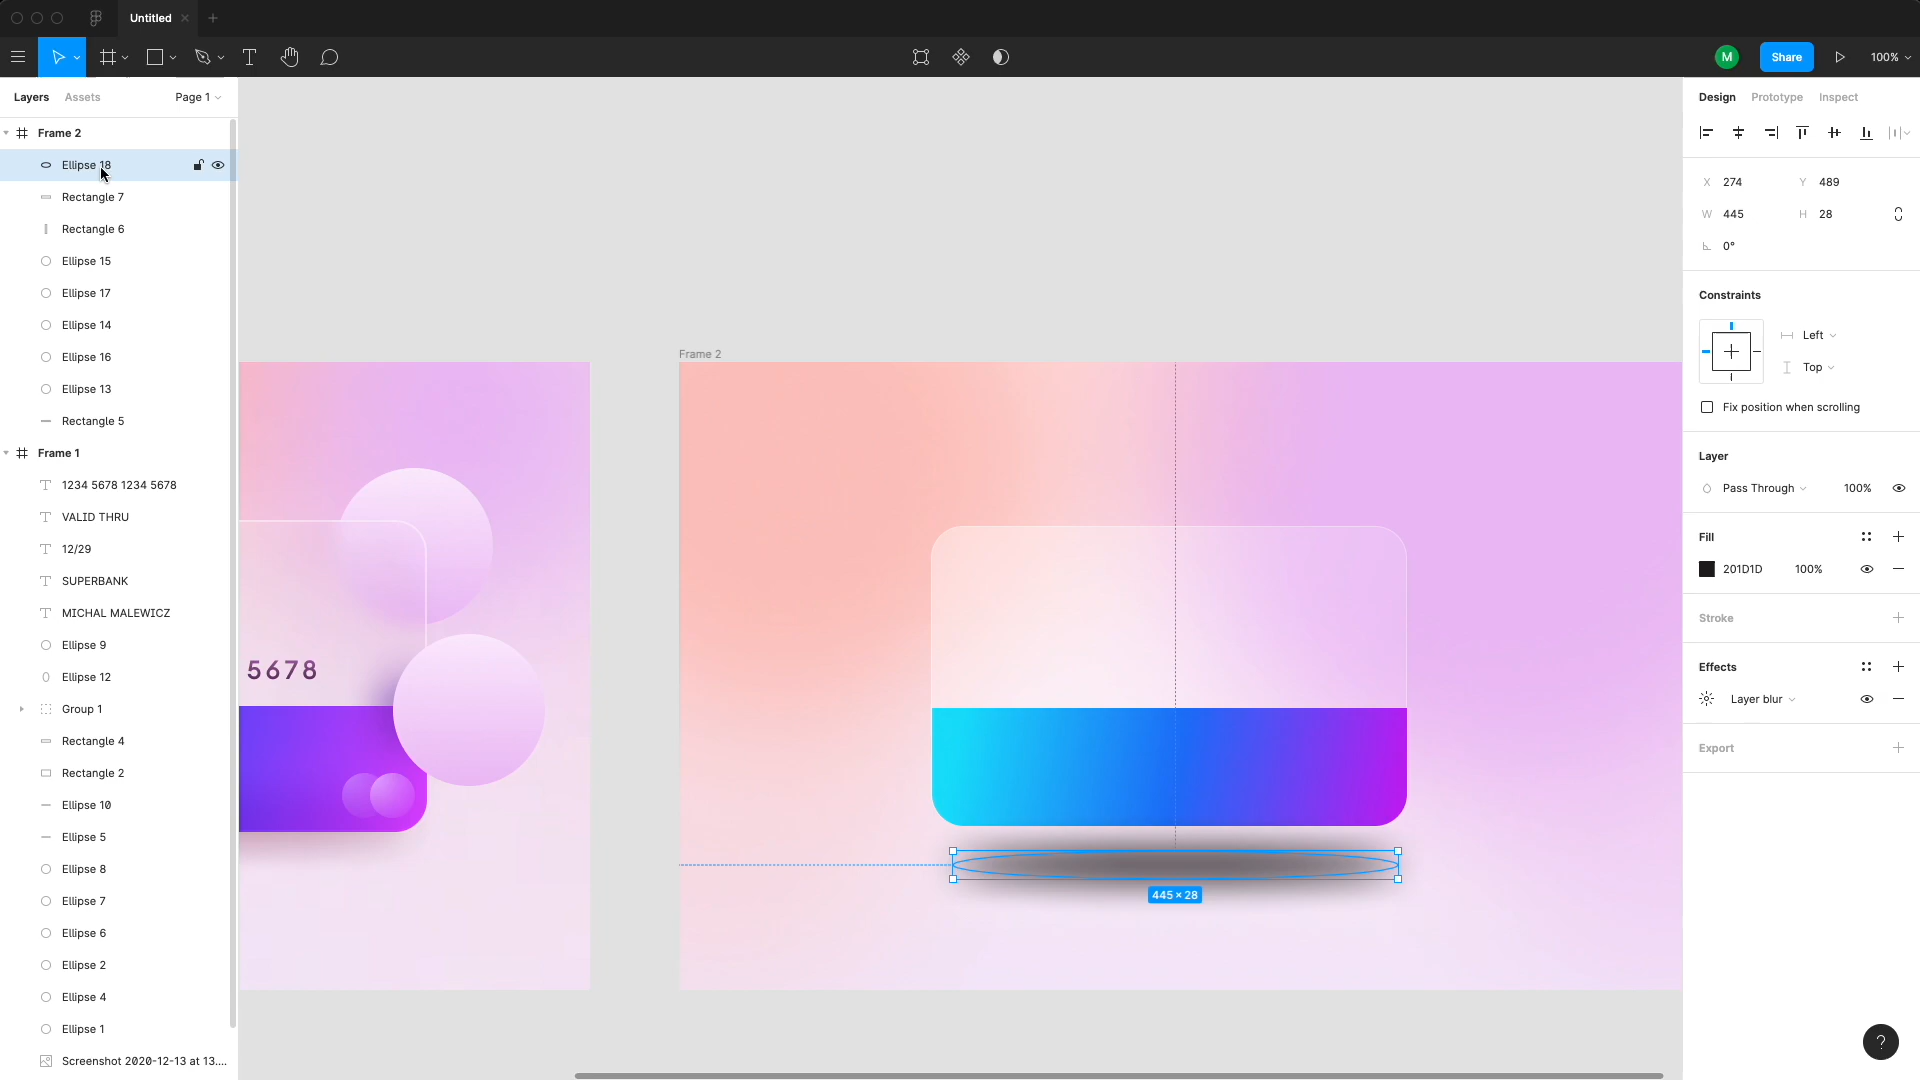 Untitled
M
Share
100%
Layers
Assets
Page 1
Design
Prototype
Inspect
Frame 2
Ellipse 18
Rectangle 7
Rectangle 6
Ellipse 15
Ellipse 17
Ellipse 14
Ellipse 16
Ellipse 13
Rectangle 5
Frame 1
1234 5678 1234 5678
VALID THRU
12/29
SUPERBANK
MICHAL MALEWICZ
Ellipse 9
Ellipse 12
Group 1
Rectangle 4
Rectangle 2
Ellipse 10
Ellipse 5
Ellipse 8
Ellipse 7
Ellipse 6
Ellipse 2
Ellipse 4
Ellipse 1
Screenshot 2020-12-13 at 13....
5678
Frame 2
445 × 28
X 274 Y 489
W 445 H 28
0°
Constraints
Left
Top
Fix position when scrolling
Layer
Pass Through 100%
Fill
201D1D 100%
Stroke
Effects
Layer blur
Export
?